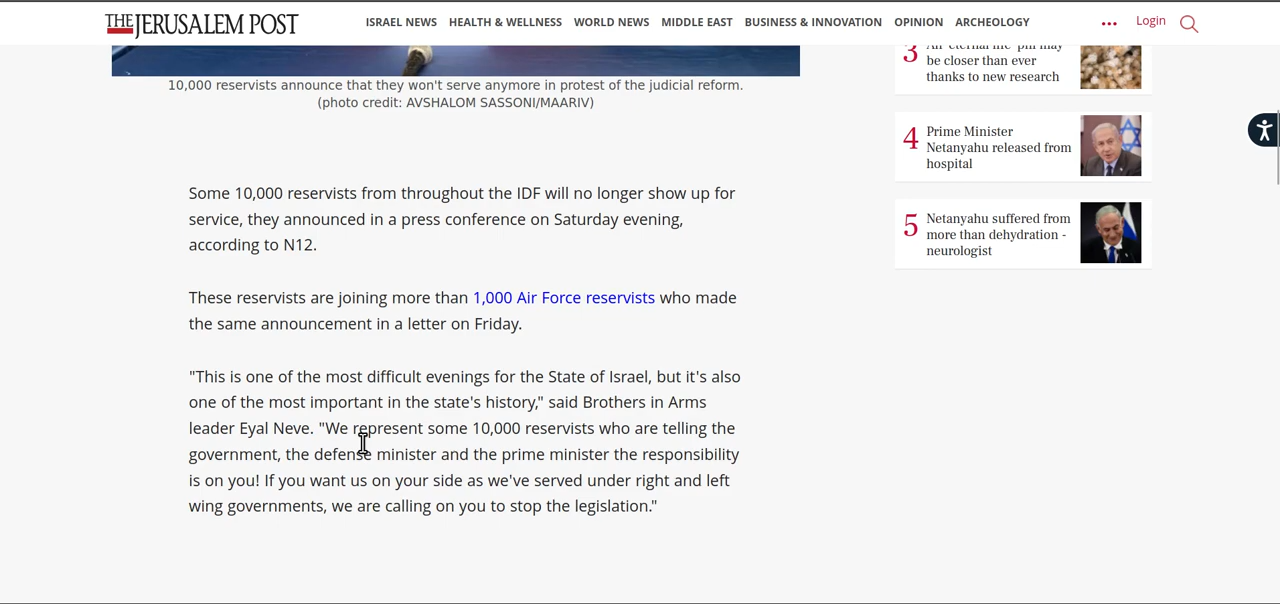 THE JERUSALEM POST
ISRAEL NEWS HEALTH & WELLNESS WORLD NEWS MIDDLE EAST BUSINESS & INNOVATION OPINION ARCHEOLOGY
Login
10,000 reservists announce that they won't serve anymore in protest of the judicial reform.
(photo credit: AVSHALOM SASSONI/MAARIV)
Some 10,000 reservists from throughout the IDF will no longer show up for
service, they announced in a press conference on Saturday evening,
according to N12.
These reservists are joining more than 1,000 Air Force reservists who made
the same announcement in a letter on Friday.
"This is one of the most difficult evenings for the State of Israel, but it's also
one of the most important in the state's history," said Brothers in Arms
leader Eyal Neve. "We represent some 10,000 reservists who are telling the
government, the defense minister and the prime minister the responsibility
is on you! If you want us on your side as we've served under right and left
wing governments, we are calling on you to stop the legislation."
3
An 'eternal life' pill may
be closer than ever
thanks to new research
4
Prime Minister
Netanyahu released from
hospital
5
Netanyahu suffered from
more than dehydration -
neurologist